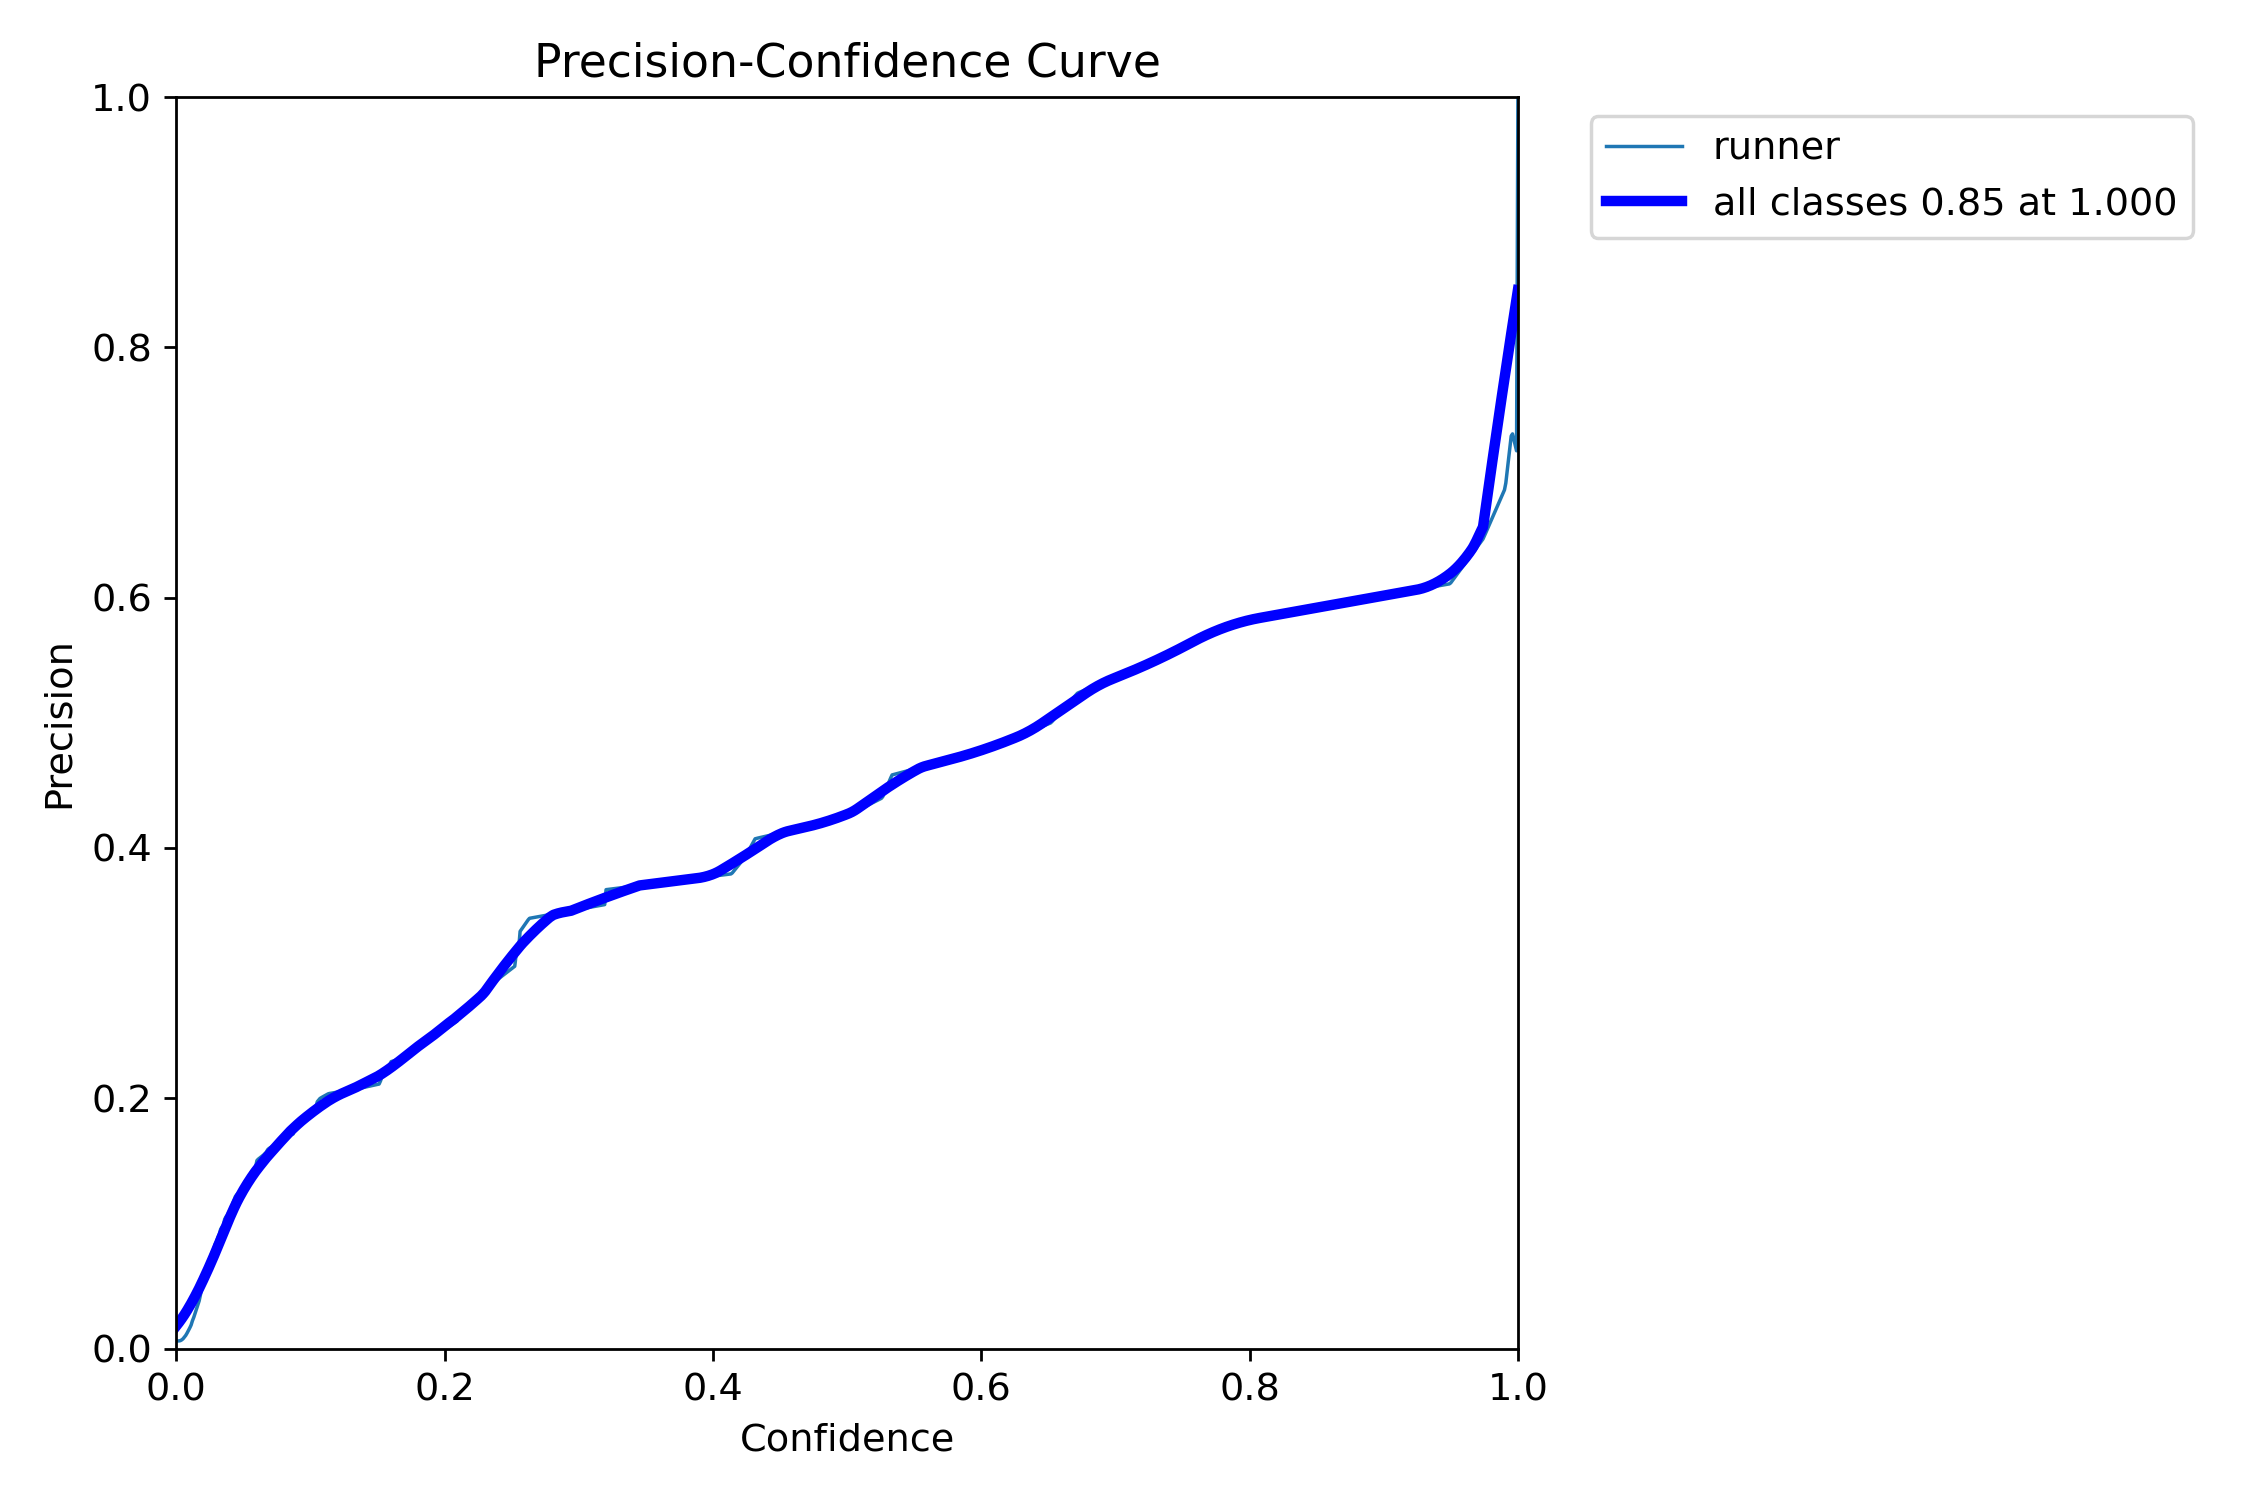 Precision-Confidence Curve
1.0
0.8
0.6
0.4
0.2
0.0
Precision
0.0 0.2 0.4 0.6 0.8 1.0
Confidence
runner
all classes 0.85 at 1.000